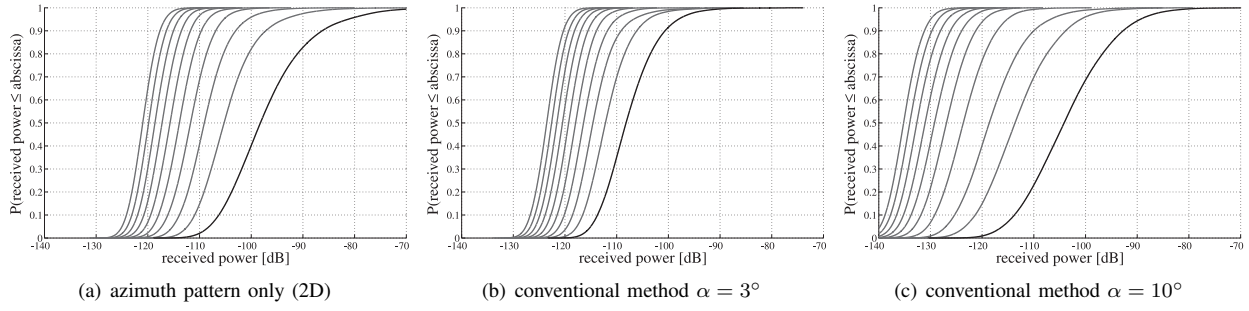 P(received power ≤ abscissa)
1
0.9
0.8
0.7
0.6
0.5
0.4
0.3
0.2
0.1
0
-140 -130 -120 -110 -100 -90 -80 -70
received power [dB]
(a) azimuth pattern only (2D)
P(received power ≤ abscissa)
1
0.9
0.8
0.7
0.6
0.5
0.4
0.3
0.2
0.1
0
-140 -130 -120 -110 -100 -90 -80 -70
received power [dB]
(b) conventional method α = 3°
P(received power ≤ abscissa)
1
0.9
0.8
0.7
0.6
0.5
0.4
0.3
0.2
0.1
0
-140 -130 -120 -110 -100 -90 -80 -70
received power [dB]
(c) conventional method α = 10°